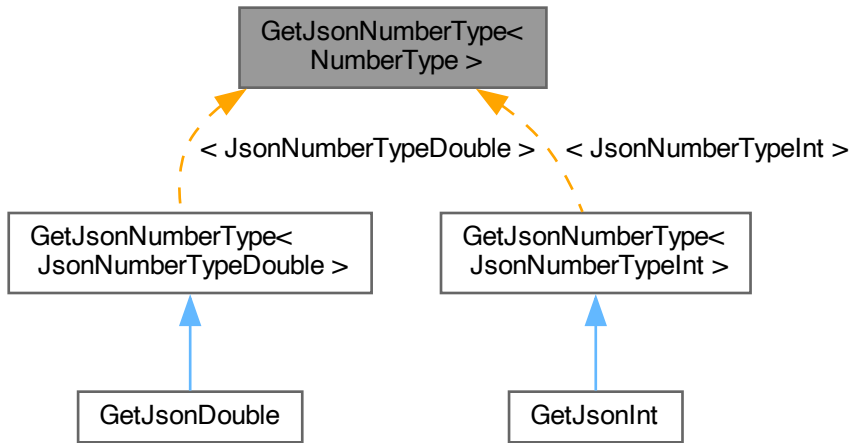 GetJsonNumberType<
NumberType >
< JsonNumberTypeDouble >
< JsonNumberTypeInt >
GetJsonNumberType<
JsonNumberTypeDouble >
GetJsonNumberType<
JsonNumberTypeInt >
GetJsonDouble
GetJsonInt